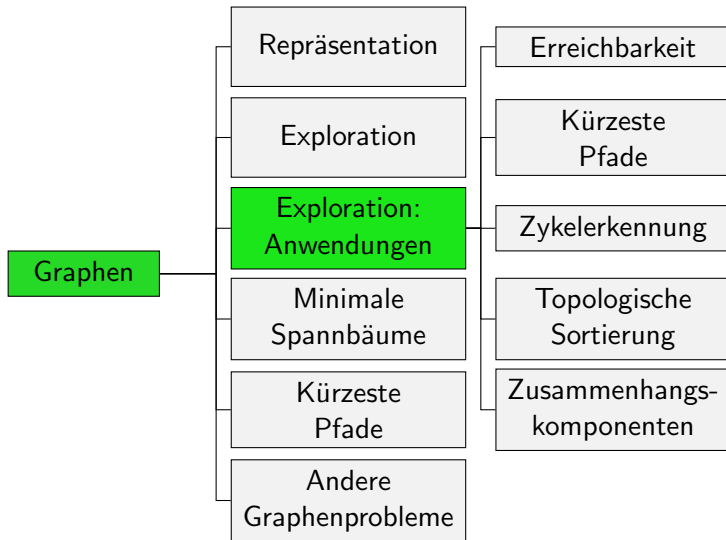 Graphen
Repräsentation
Exploration
Exploration:
Anwendungen
Minimale
Spannbäume
Kürzeste
Pfade
Andere
Graphenprobleme
Erreichbarkeit
Kürzeste
Pfade
Zykelerkennung
Topologische
Sortierung
Zusammenhangs-
komponenten